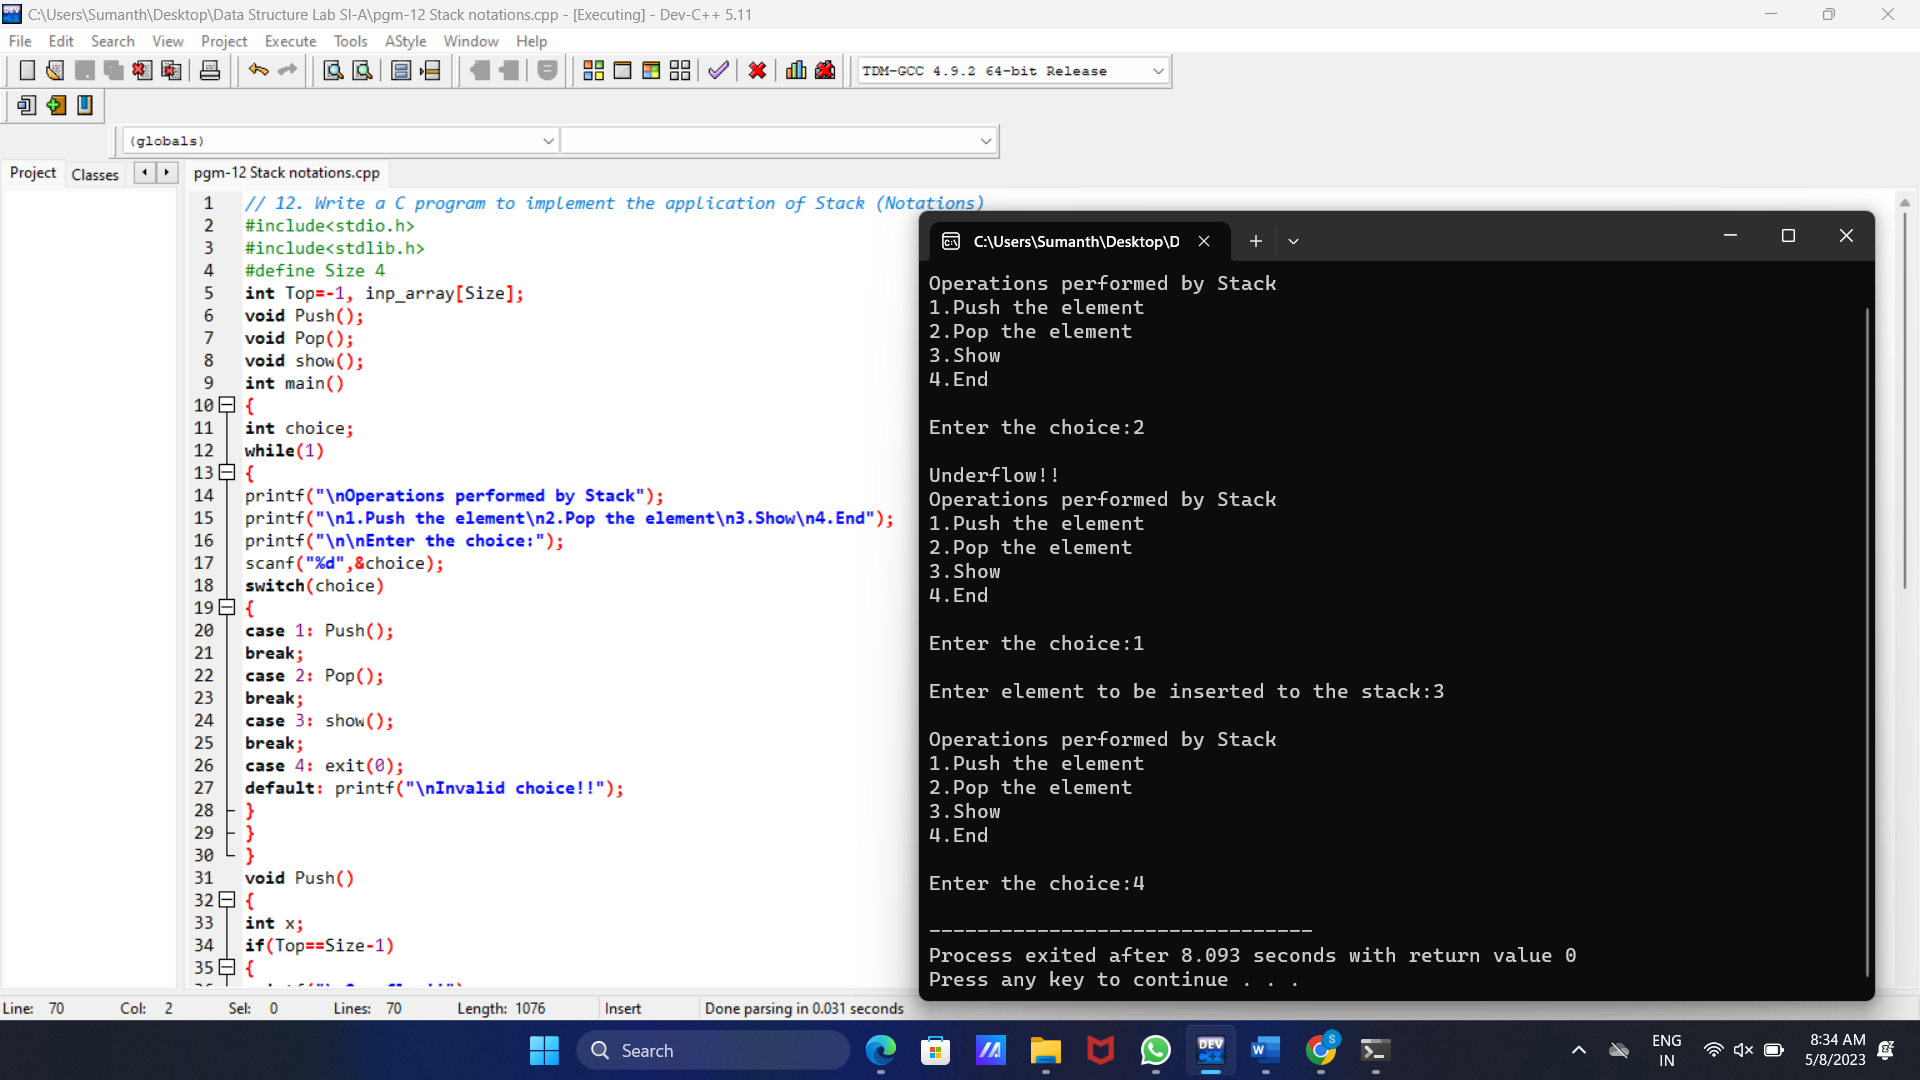 C:\Users\Sumanth\Desktop\Data Structure Lab SI-A\pgm-12 Stack notations.cpp - [Executing] - Dev-C++ 5.11
File Edit Search View Project Execute Tools AStyle Window Help
TDM-GCC 4.9.2 64-bit Release
(globals)
Project Classes pgm-12 Stack notations.cpp
1 // 12. Write a C program to implement the application of Stack (Notations)
2 #include<stdio.h>
3 #include<stdlib.h>
4 #define Size 4
5 int Top=-1, inp_array[Size];
6 void Push();
7 void Pop();
8 void show();
9 int main()
10 {
11 int choice;
12 while(1)
13 {
14 printf("\nOperations performed by Stack");
15 printf("\n1.Push the element\n2.Pop the element\n3.Show\n4.End");
16 printf("\n\nEnter the choice:");
17 scanf("%d",&choice);
18 switch(choice)
19 {
20 case 1: Push();
21 break;
22 case 2: Pop();
23 break;
24 case 3: show();
25 break;
26 case 4: exit(0);
27 default: printf("\nInvalid choice!!");
28 }
29 }
30 }
31 void Push()
32 {
33 int x;
34 if(Top==Size-1)
35 {
C:\Users\Sumanth\Desktop\D
Operations performed by Stack
1.Push the element
2.Pop the element
3.Show
4.End
Enter the choice:2
Underflow!!
Operations performed by Stack
1.Push the element
2.Pop the element
3.Show
4.End
Enter the choice:1
Enter element to be inserted to the stack:3
Operations performed by Stack
1.Push the element
2.Pop the element
3.Show
4.End
Enter the choice:4
--------------------------------
Process exited after 8.093 seconds with return value 0
Press any key to continue . . .
Line: 70 Col: 2 Sel: 0 Lines: 70 Length: 1076 Insert Done parsing in 0.031 seconds
Search
DEV
W
S
ENG
IN
8:34 AM
5/8/2023